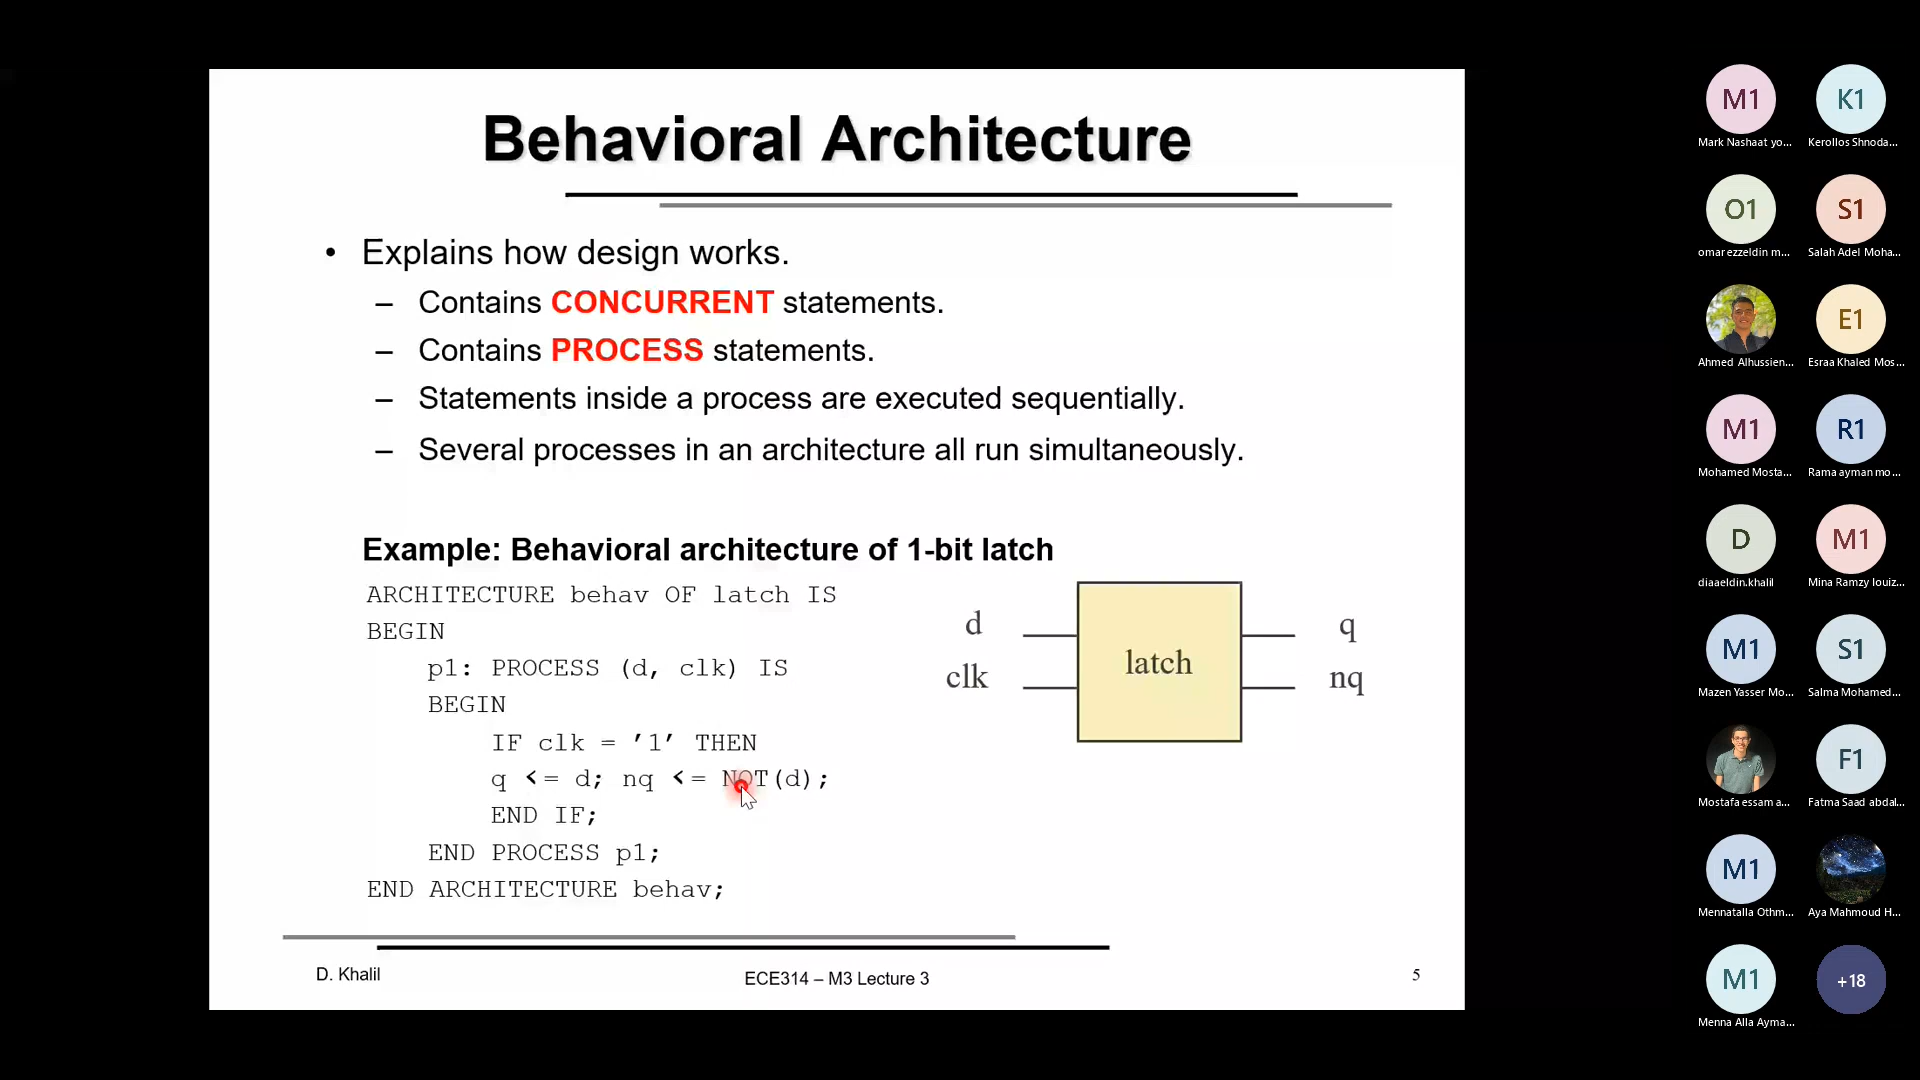 Behavioral Architecture
• Explains how design works.
– Contains CONCURRENT statements.
– Contains PROCESS statements.
– Statements inside a process are executed sequentially.
– Several processes in an architecture all run simultaneously.
Example: Behavioral architecture of 1-bit latch
ARCHITECTURE behav OF latch IS
BEGIN
p1: PROCESS (d, clk) IS
BEGIN
IF clk = ’1’ THEN
q <= d; nq <= NOT(d);
END IF;
END PROCESS p1;
END ARCHITECTURE behav;
d
clk
latch
q
nq
D. Khalil
ECE314 – M3 Lecture 3
5
M1 K1
Mark Nashaat yo... Kerollos Shnoda...
O1 S1
omar ezzeldin m... Salah Adel Moha...
E1
Ahmed Alhussien... Esraa Khaled Mos...
M1 R1
Mohamed Mosta... Rama ayman mo...
D M1
diaaeldin.khalil Mina Ramzy louiz...
M1 S1
Mazen Yasser Mo... Salma Mohamed...
F1
Mostafa essam a... Fatma Saad abdal...
M1
Mennatalla Othm... Aya Mahmoud H...
M1 +18
Menna Alla Ayma...